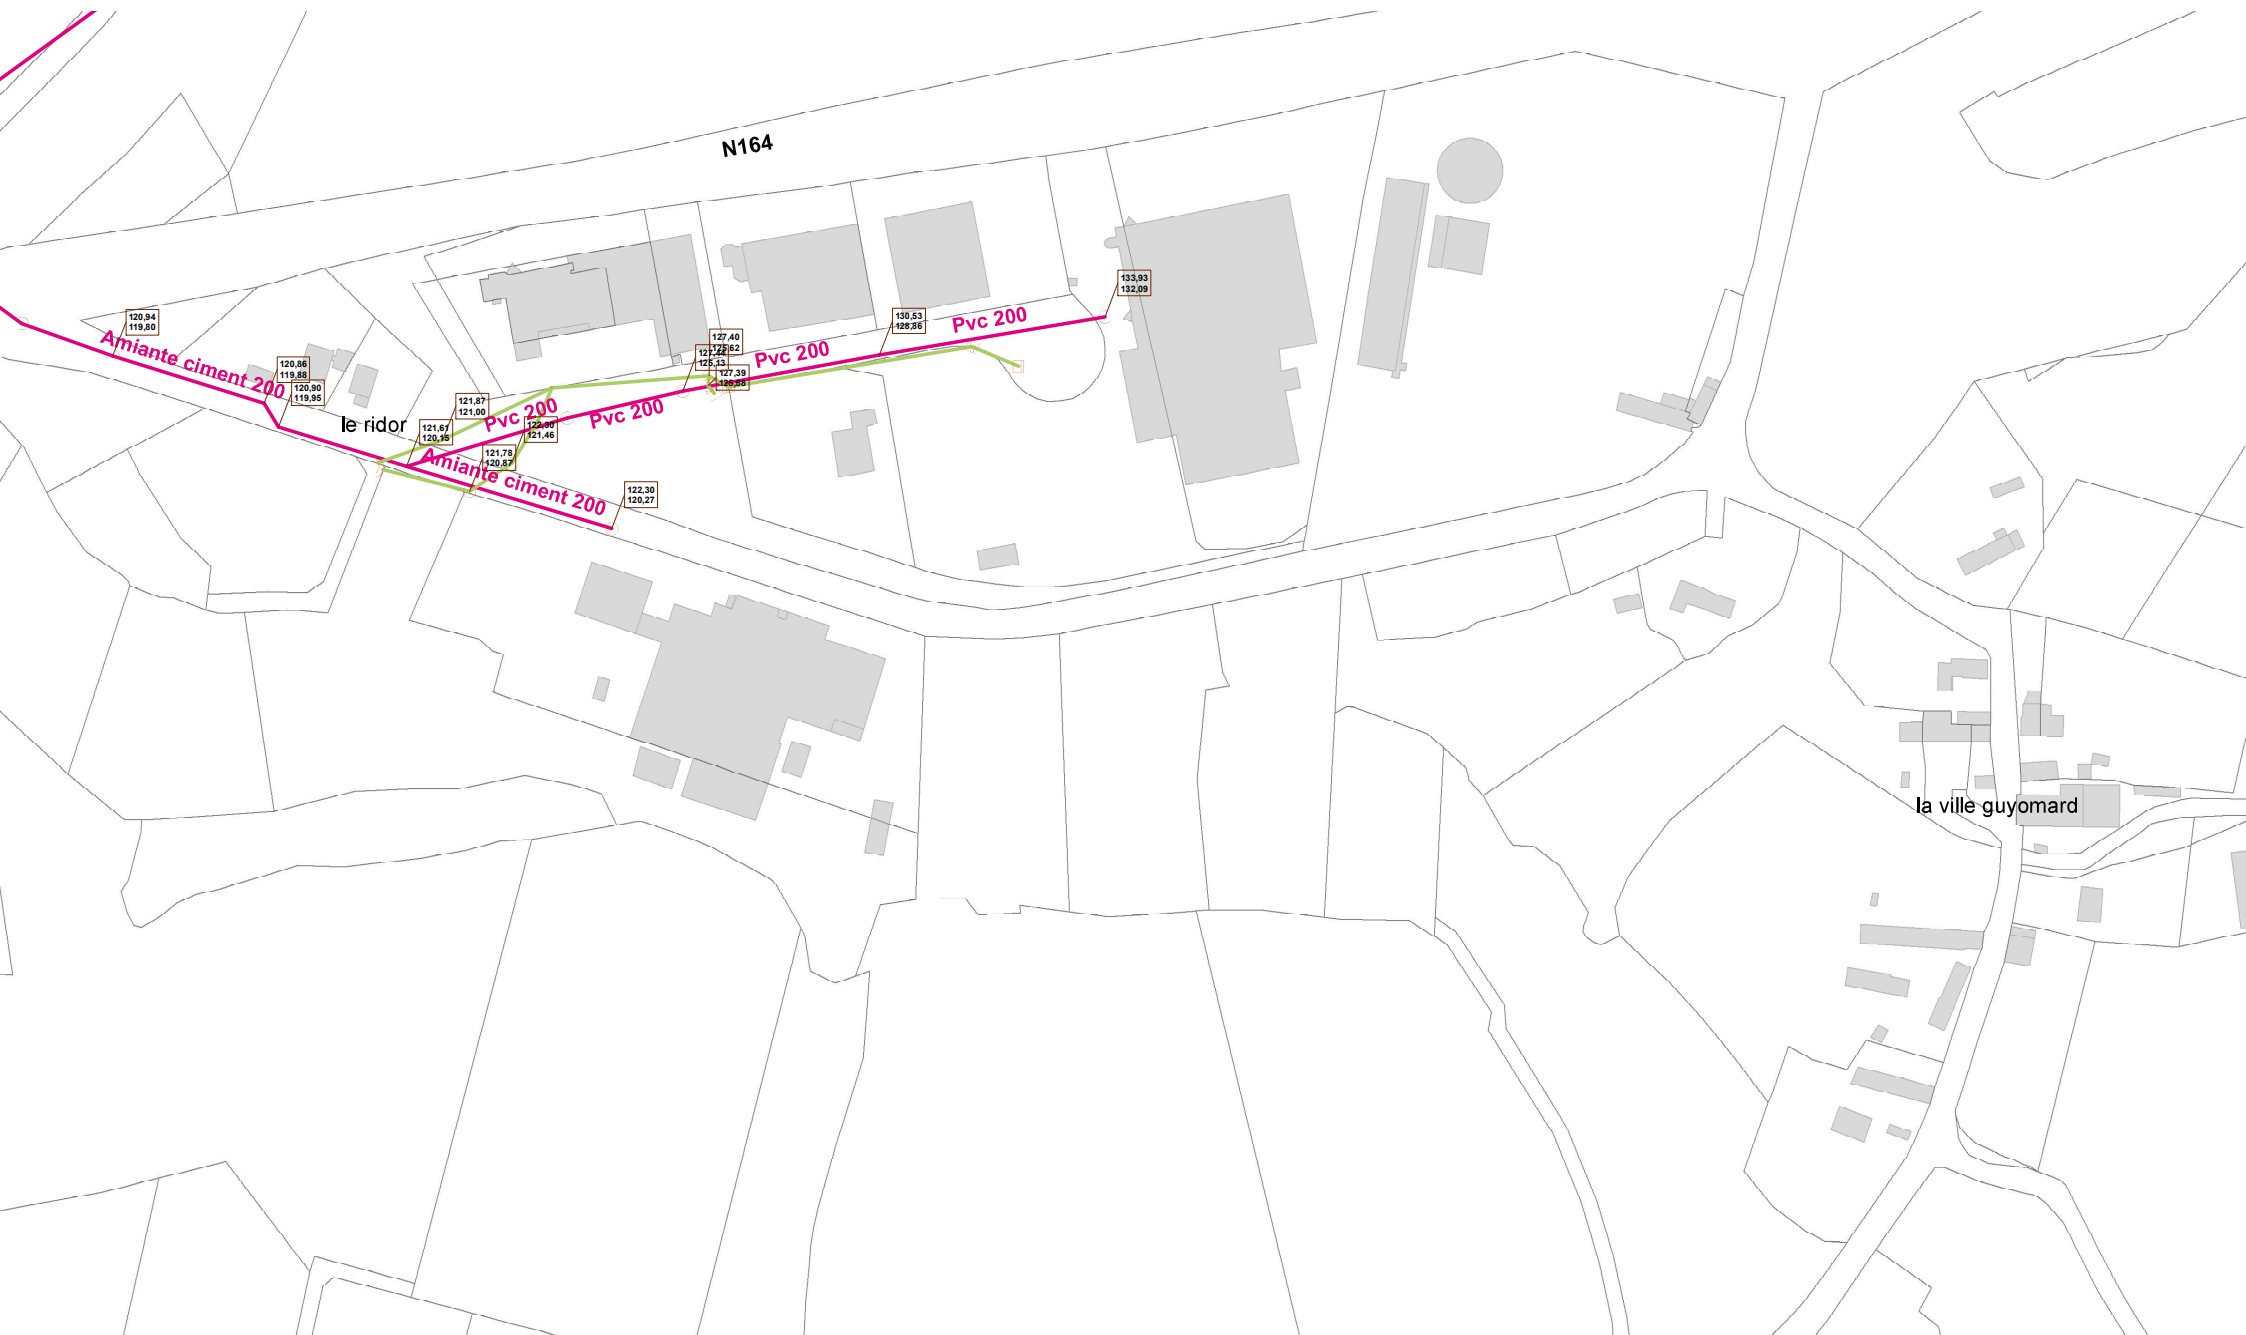 N164
133,93
132,09
120,94
119,80
130,53
128,86
Pvc 200
127,40
125,62
127,44
125,13
Pvc 200
Amiante ciment 200
120,86
119,88
127,39
120,90
119,95
121,87
121,00
Pvc 200
Pvc 200
le ridor
121,61
120,15
121,46
121,78
120,87
Amiante ciment 200
122,30
120,27
la ville guyomard